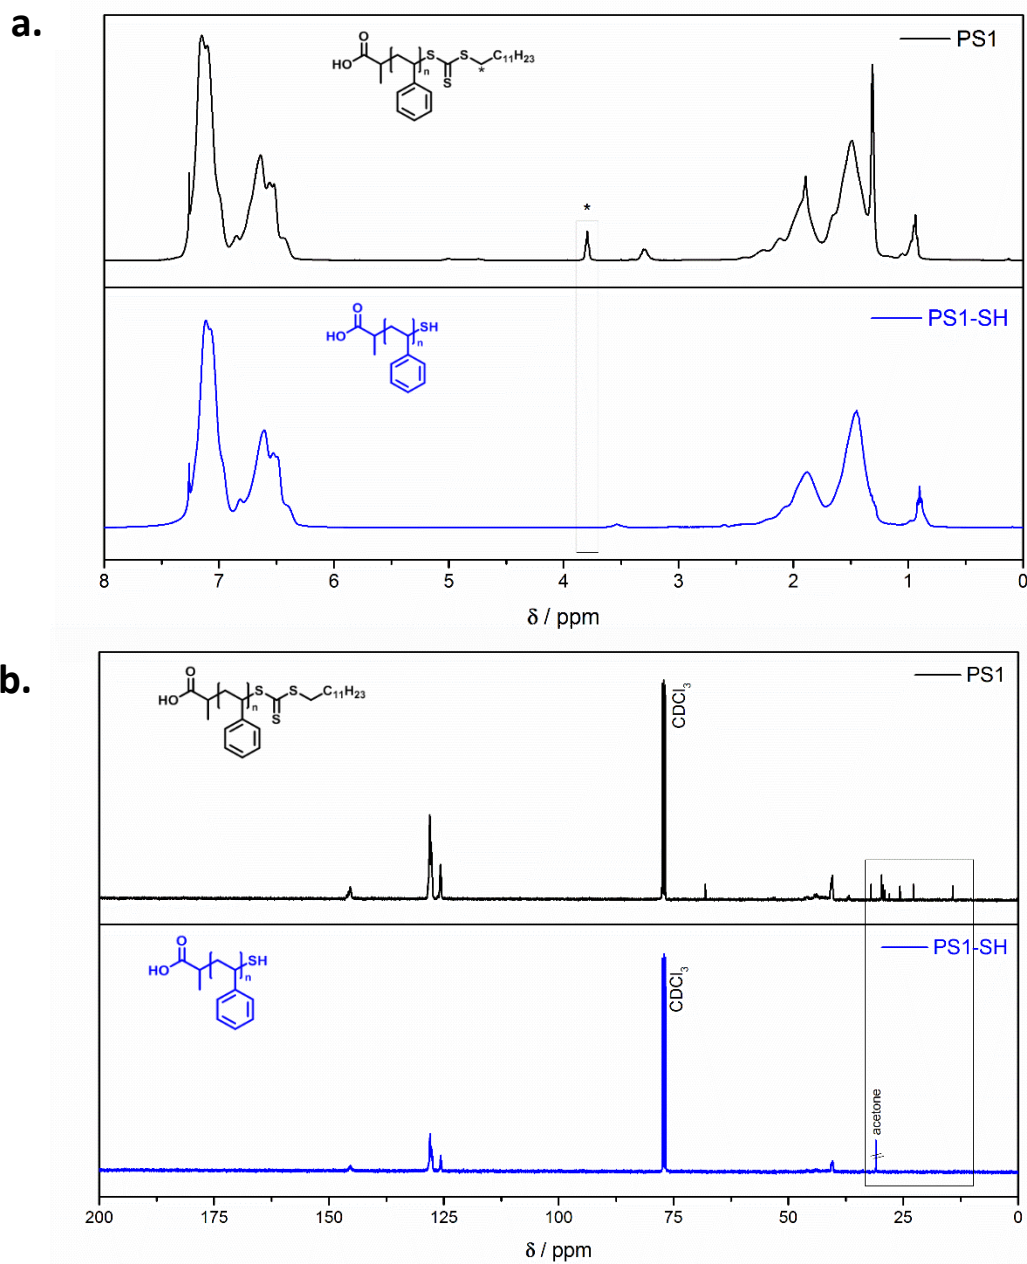 a.
PS1
O
HO
n
S
S
S
C₁₁H₂₃
*
*
PS1-SH
O
HO
n
SH
8 7 6 5 4 3 2 1 0
δ / ppm
b.
PS1
O
HO
n
S
S
S
C₁₁H₂₃
CDCl₃
PS1-SH
O
HO
n
SH
CDCl₃
acetone
200 175 150 125 100 75 50 25 0
δ / ppm